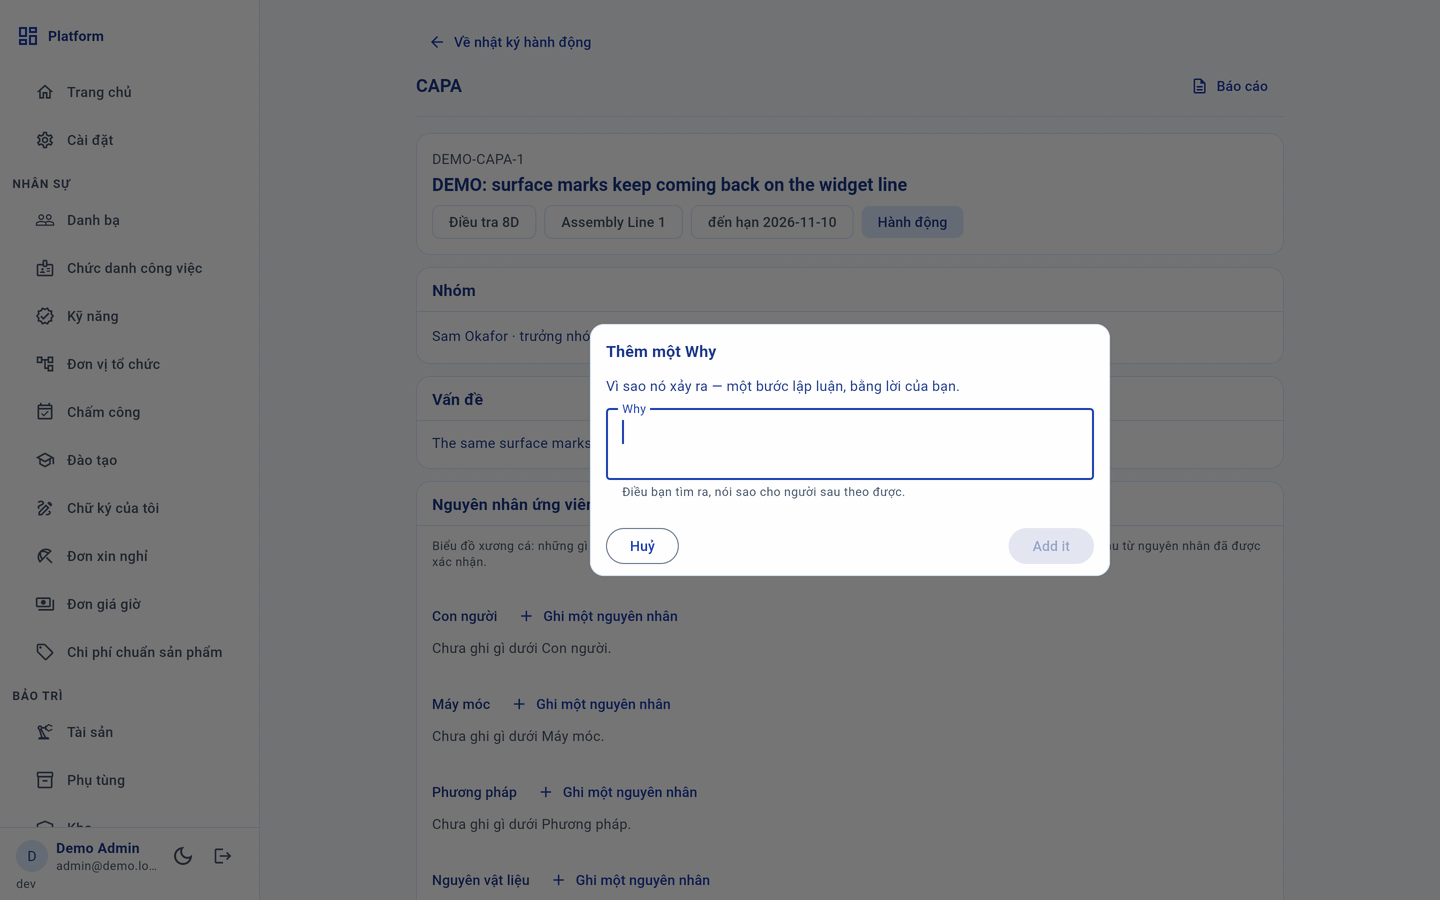 Platform
Trang chủ
Cài đặt
NHÂN SỰ
Danh bạ
Chức danh công việc
Kỹ năng
Đơn vị tổ chức
Chấm công
Đào tạo
Chữ ký của tôi
Đơn xin nghỉ
Đơn giá giờ
Chi phí chuẩn sản phẩm
BẢO TRÌ
Tài sản
Phụ tùng
D
Demo Admin
admin@demo.lo...
dev
Về nhật ký hành động
CAPA
Báo cáo
DEMO-CAPA-1
DEMO: surface marks keep coming back on the widget line
Điều tra 8D
Assembly Line 1
đến hạn 2026-11-10
Hành động
Nhóm
Sam Okafor · trưởng
Vấn đề
The same surface marks
Nguyên nhân ứng
Biểu đồ xương cá: những gì
từ nguyên nhân đã được
xác nhận.
Con người
Ghi một nguyên nhân
Chưa ghi gì dưới Con người.
Máy móc
Ghi một nguyên nhân
Chưa ghi gì dưới Máy móc.
Phương pháp
Ghi một nguyên nhân
Chưa ghi gì dưới Phương pháp.
Nguyên vật liệu
Ghi một nguyên nhân
Thêm một Why
Vì sao nó xảy ra — một bước lập luận, bằng lời của bạn.
Why
Điều bạn tìm ra, nói sao cho người sau theo được.
Huỷ
Add it